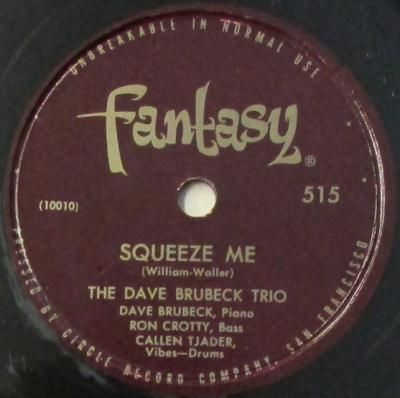 UNBREAKABLE IN NORMAL USE
Fantasy®
(10010)
515
SQUEEZE ME
(William-Waller)
THE DAVE BRUBECK TRIO
DAVE BRUBECK, Piano
RON CROTTY, Bass
CALLEN TJADER,
Vibes—Drums
PRESSED BY CIRCLE RECORD COMPANY, SAN FRANCISCO